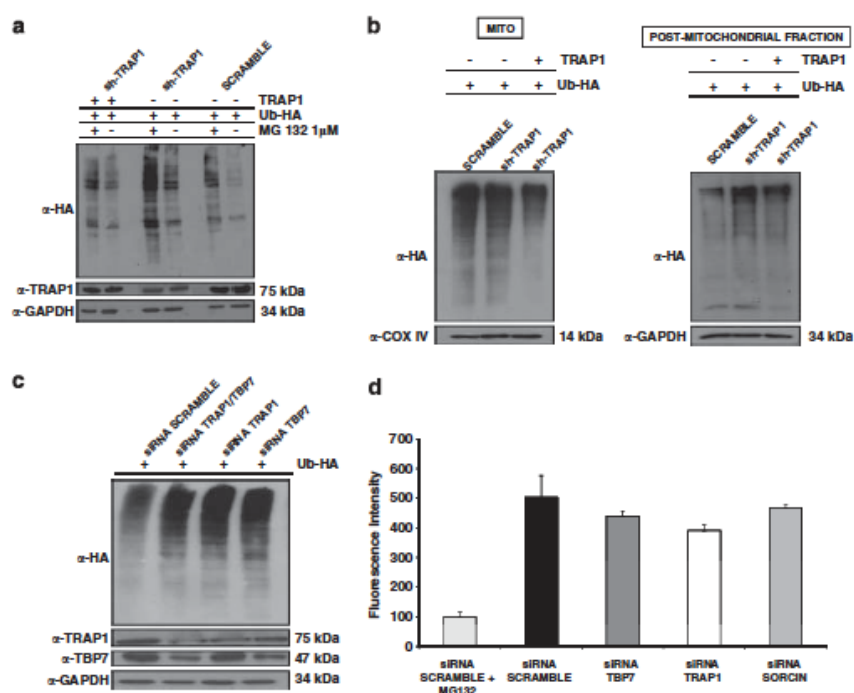 a
sh-TRAP1 sh-TRAP1 SCRAMBLE
+ + - - TRAP1
+ + + + + + Ub-HA
+ - + - + - MG 132 1μM
α-HA
α-TRAP1 75 kDa
α-GAPDH 34 kDa
b
MITO
- - + TRAP1
+ + + Ub-HA
SCRAMBLE sh-TRAP1 sh-TRAP1
α-HA
α-COX IV 14 kDa
POST-MITOCHONDRIAL FRACTION
- - + TRAP1
+ + + Ub-HA
SCRAMBLE sh-TRAP1 sh-TRAP1
α-HA
α-GAPDH 34 kDa
c
siRNA SCRAMBLE siRNA TRAP1/TBP7 siRNA TRAP1 siRNA TBP7
+ + + + Ub-HA
α-HA
α-TRAP1 75 kDa
α-TBP7 47 kDa
α-GAPDH 34 kDa
d
Fluorescence Intensity
700
600
500
400
300
200
100
0
siRNA SCRAMBLE + MG132
siRNA SCRAMBLE
siRNA TBP7
siRNA TRAP1
siRNA SORCIN